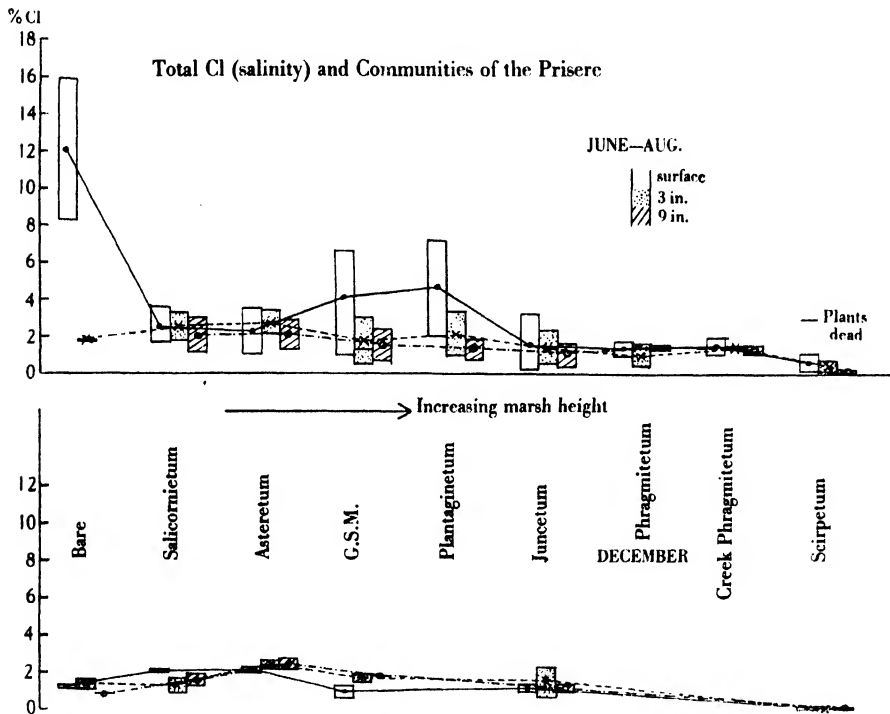 % Cl
18
Total Cl (salinity) and Communities of the Prisere
16
14
JUNE—AUG.
12
surface
10
3 in.
9 in.
8
6
4
Plants
dead
2
0
Increasing marsh height
12
10
8
6
4
2
0
Bare
Salicornietum
Asteretum
G.S.M.
Plantaginetum
Juncetum
Phragmitetum
DECEMBER
Creek Phragmitetum
Scirpetum